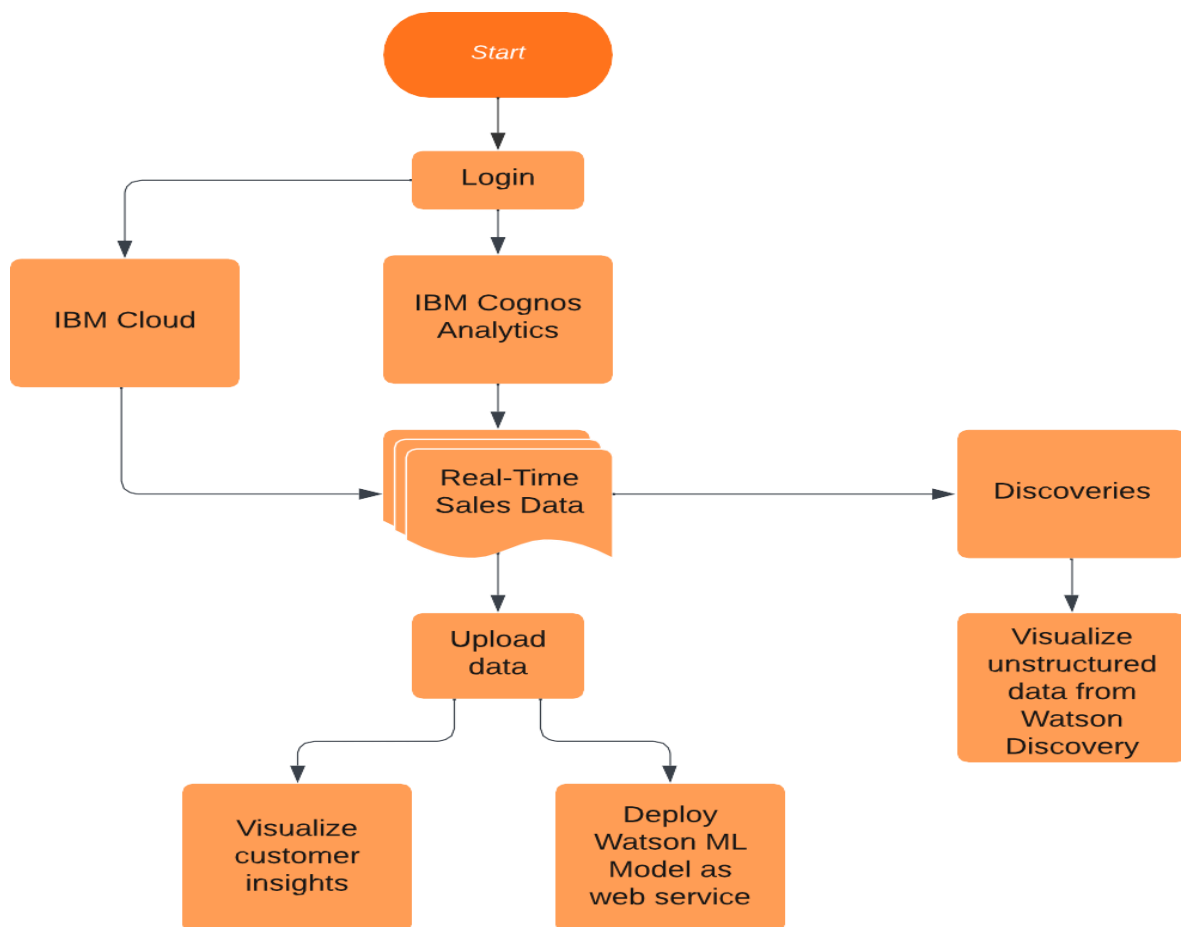 Start
Login
IBM Cloud
IBM Cognos
Analytics
Real-Time
Sales Data
Discoveries
Upload
data
Visualize
unstructured
data from
Watson
Discovery
Visualize
customer
insights
Deploy
Watson ML
Model as
web service